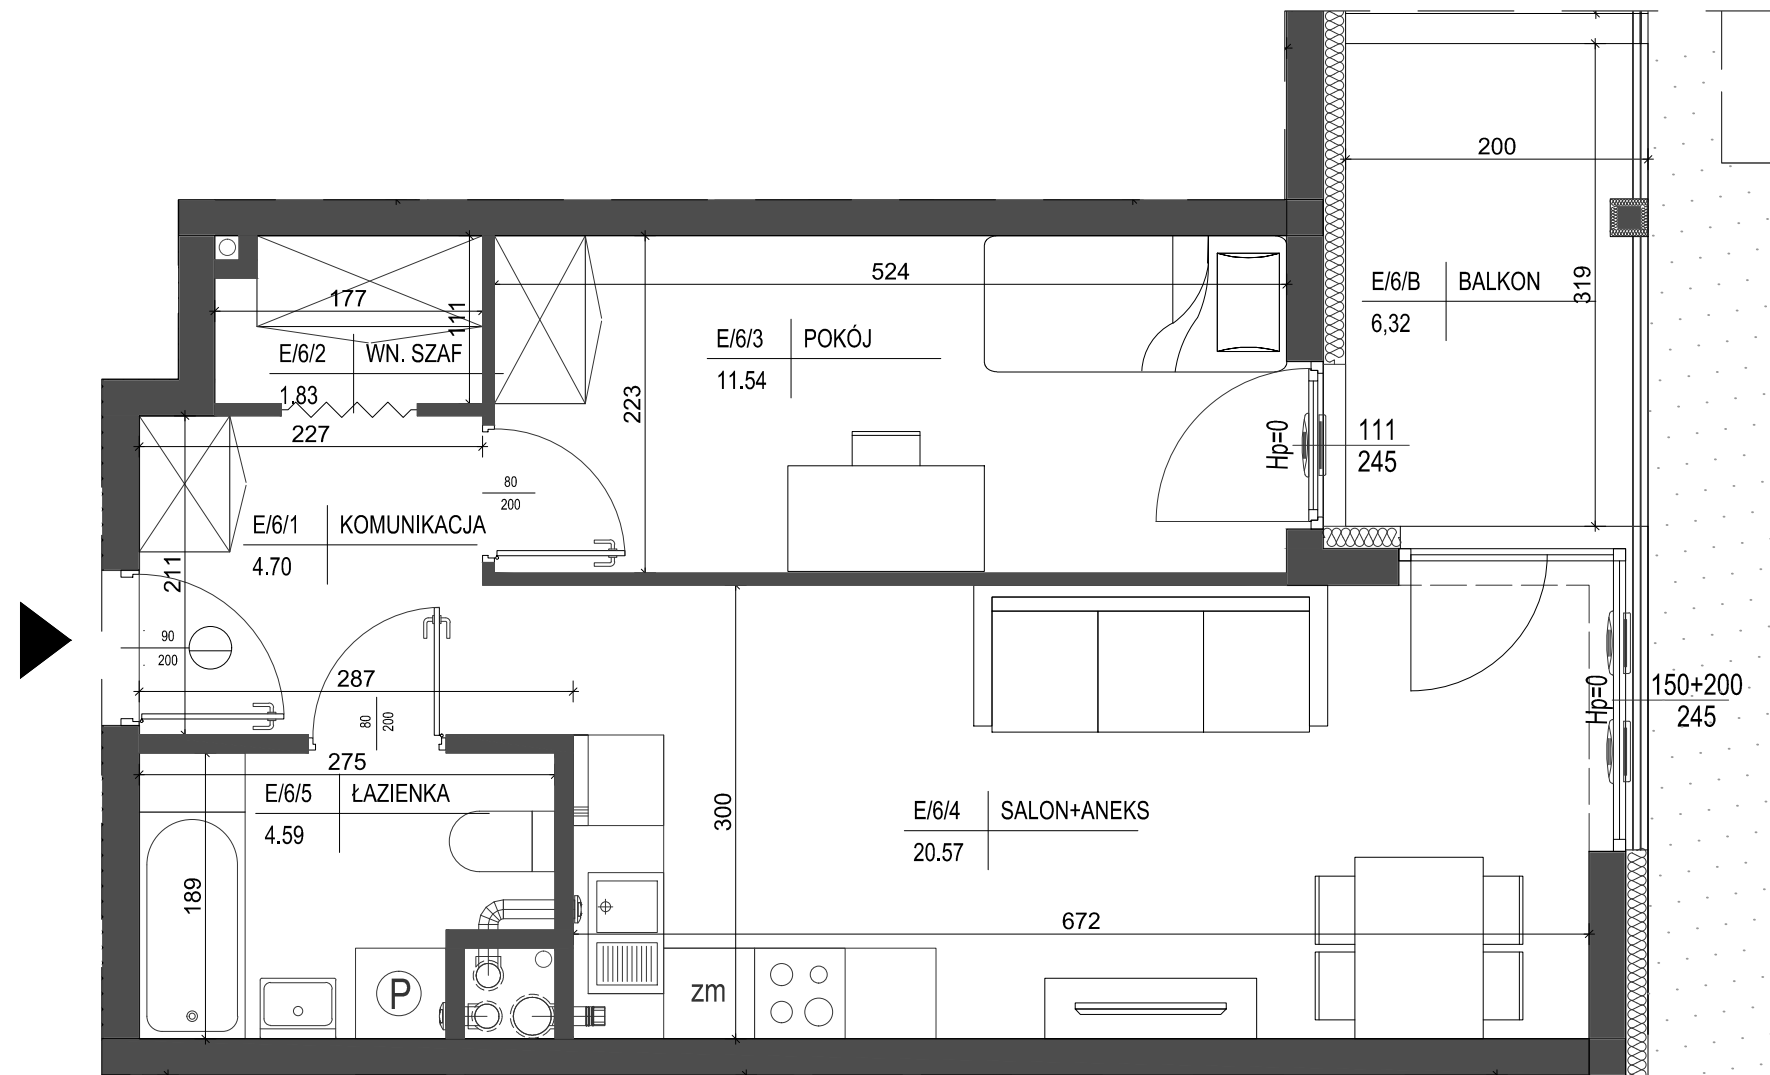 200
524
E/6/B BALKON
6,32
319
177
111
E/6/2 WN. SZAF
1.83
E/6/3 POKÓJ
11.54
223
227
Hp=0
111
245
80
200
E/6/1 KOMUNIKACJA
4.70
211
90
200
287
80
200
Hp=0
150+200
245
275
E/6/5 ŁAZIENKA
4.59
300
E/6/4 SALON+ANEKS
20.57
189
672
P
zm